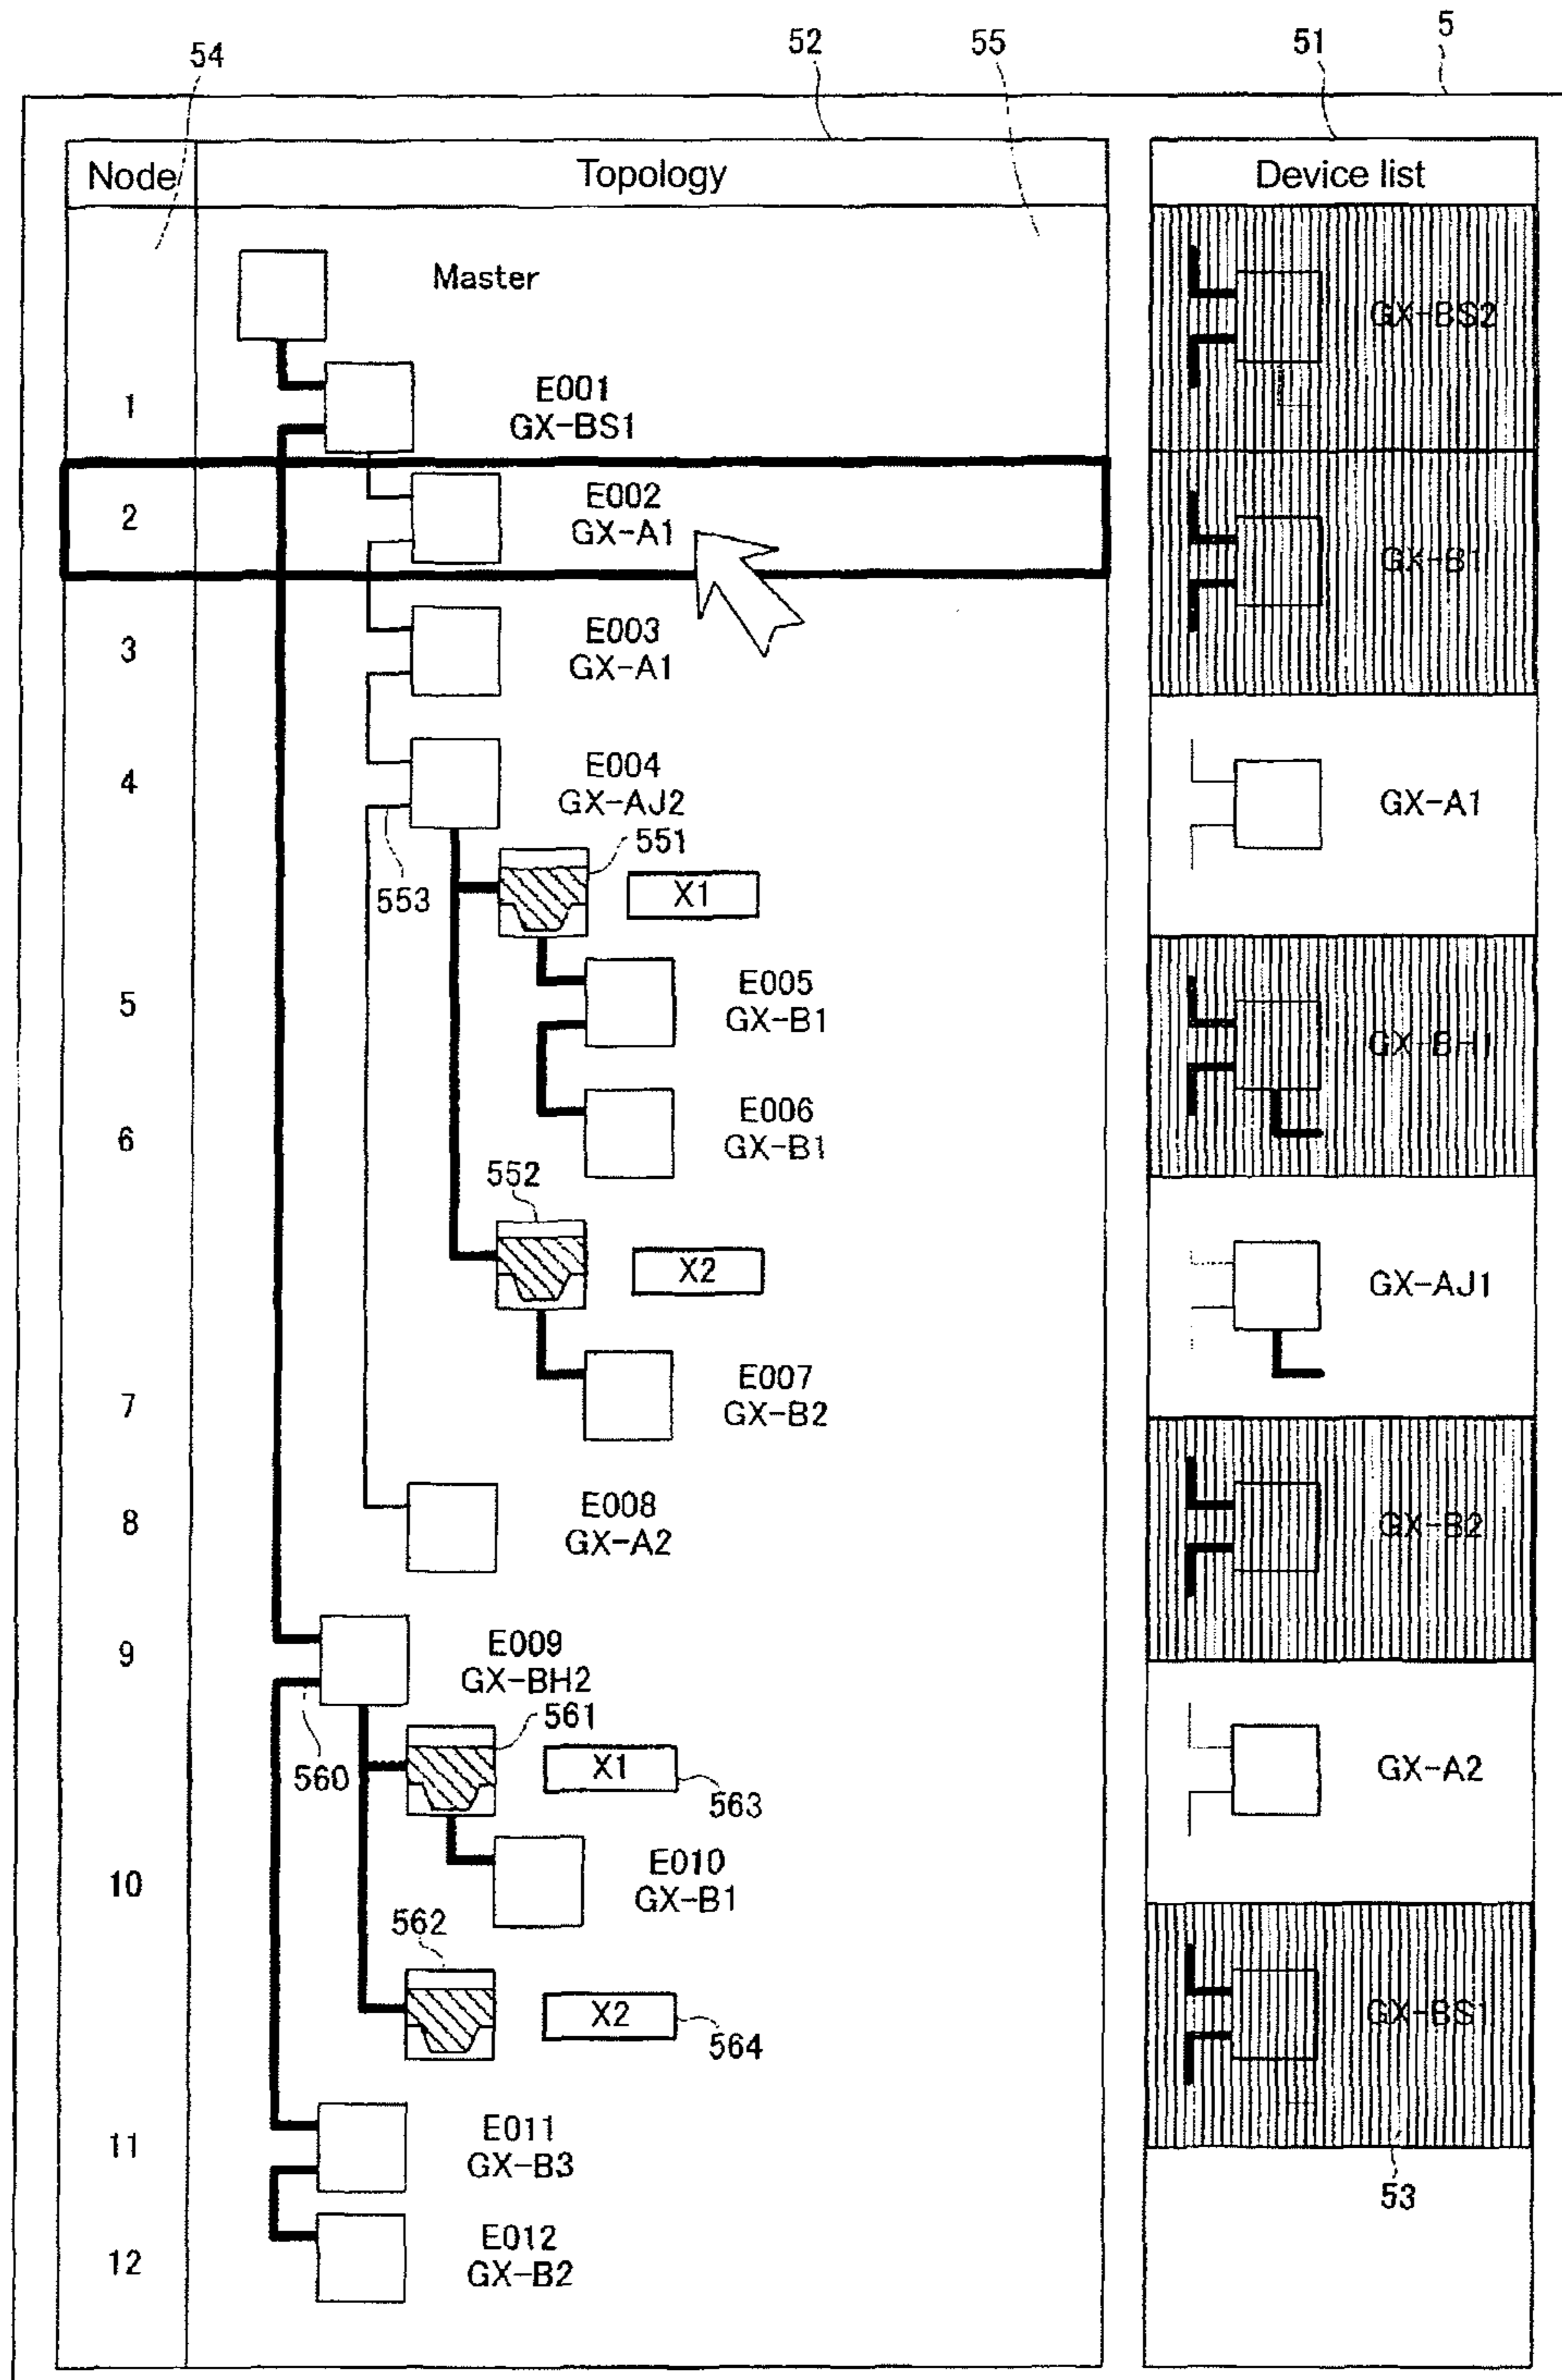 5
54
52
55
51
Node
Topology
Device list
Master
1
E001
GX-BS1
2
E002
GX-A1
3
E003
GX-A1
4
E004
GX-AJ2
553
551
X1
5
E005
GX-B1
6
E006
GX-B1
552
X2
7
E007
GX-B2
8
E008
GX-A2
9
E009
GX-BH2
560
561
X1
563
10
E010
GX-B1
562
X2
564
11
E011
GX-B3
12
E012
GX-B2
GX-BS2
GX-B1
GX-A1
GX-BH1
GX-AJ1
GX-B2
GX-A2
GX-BS1
53